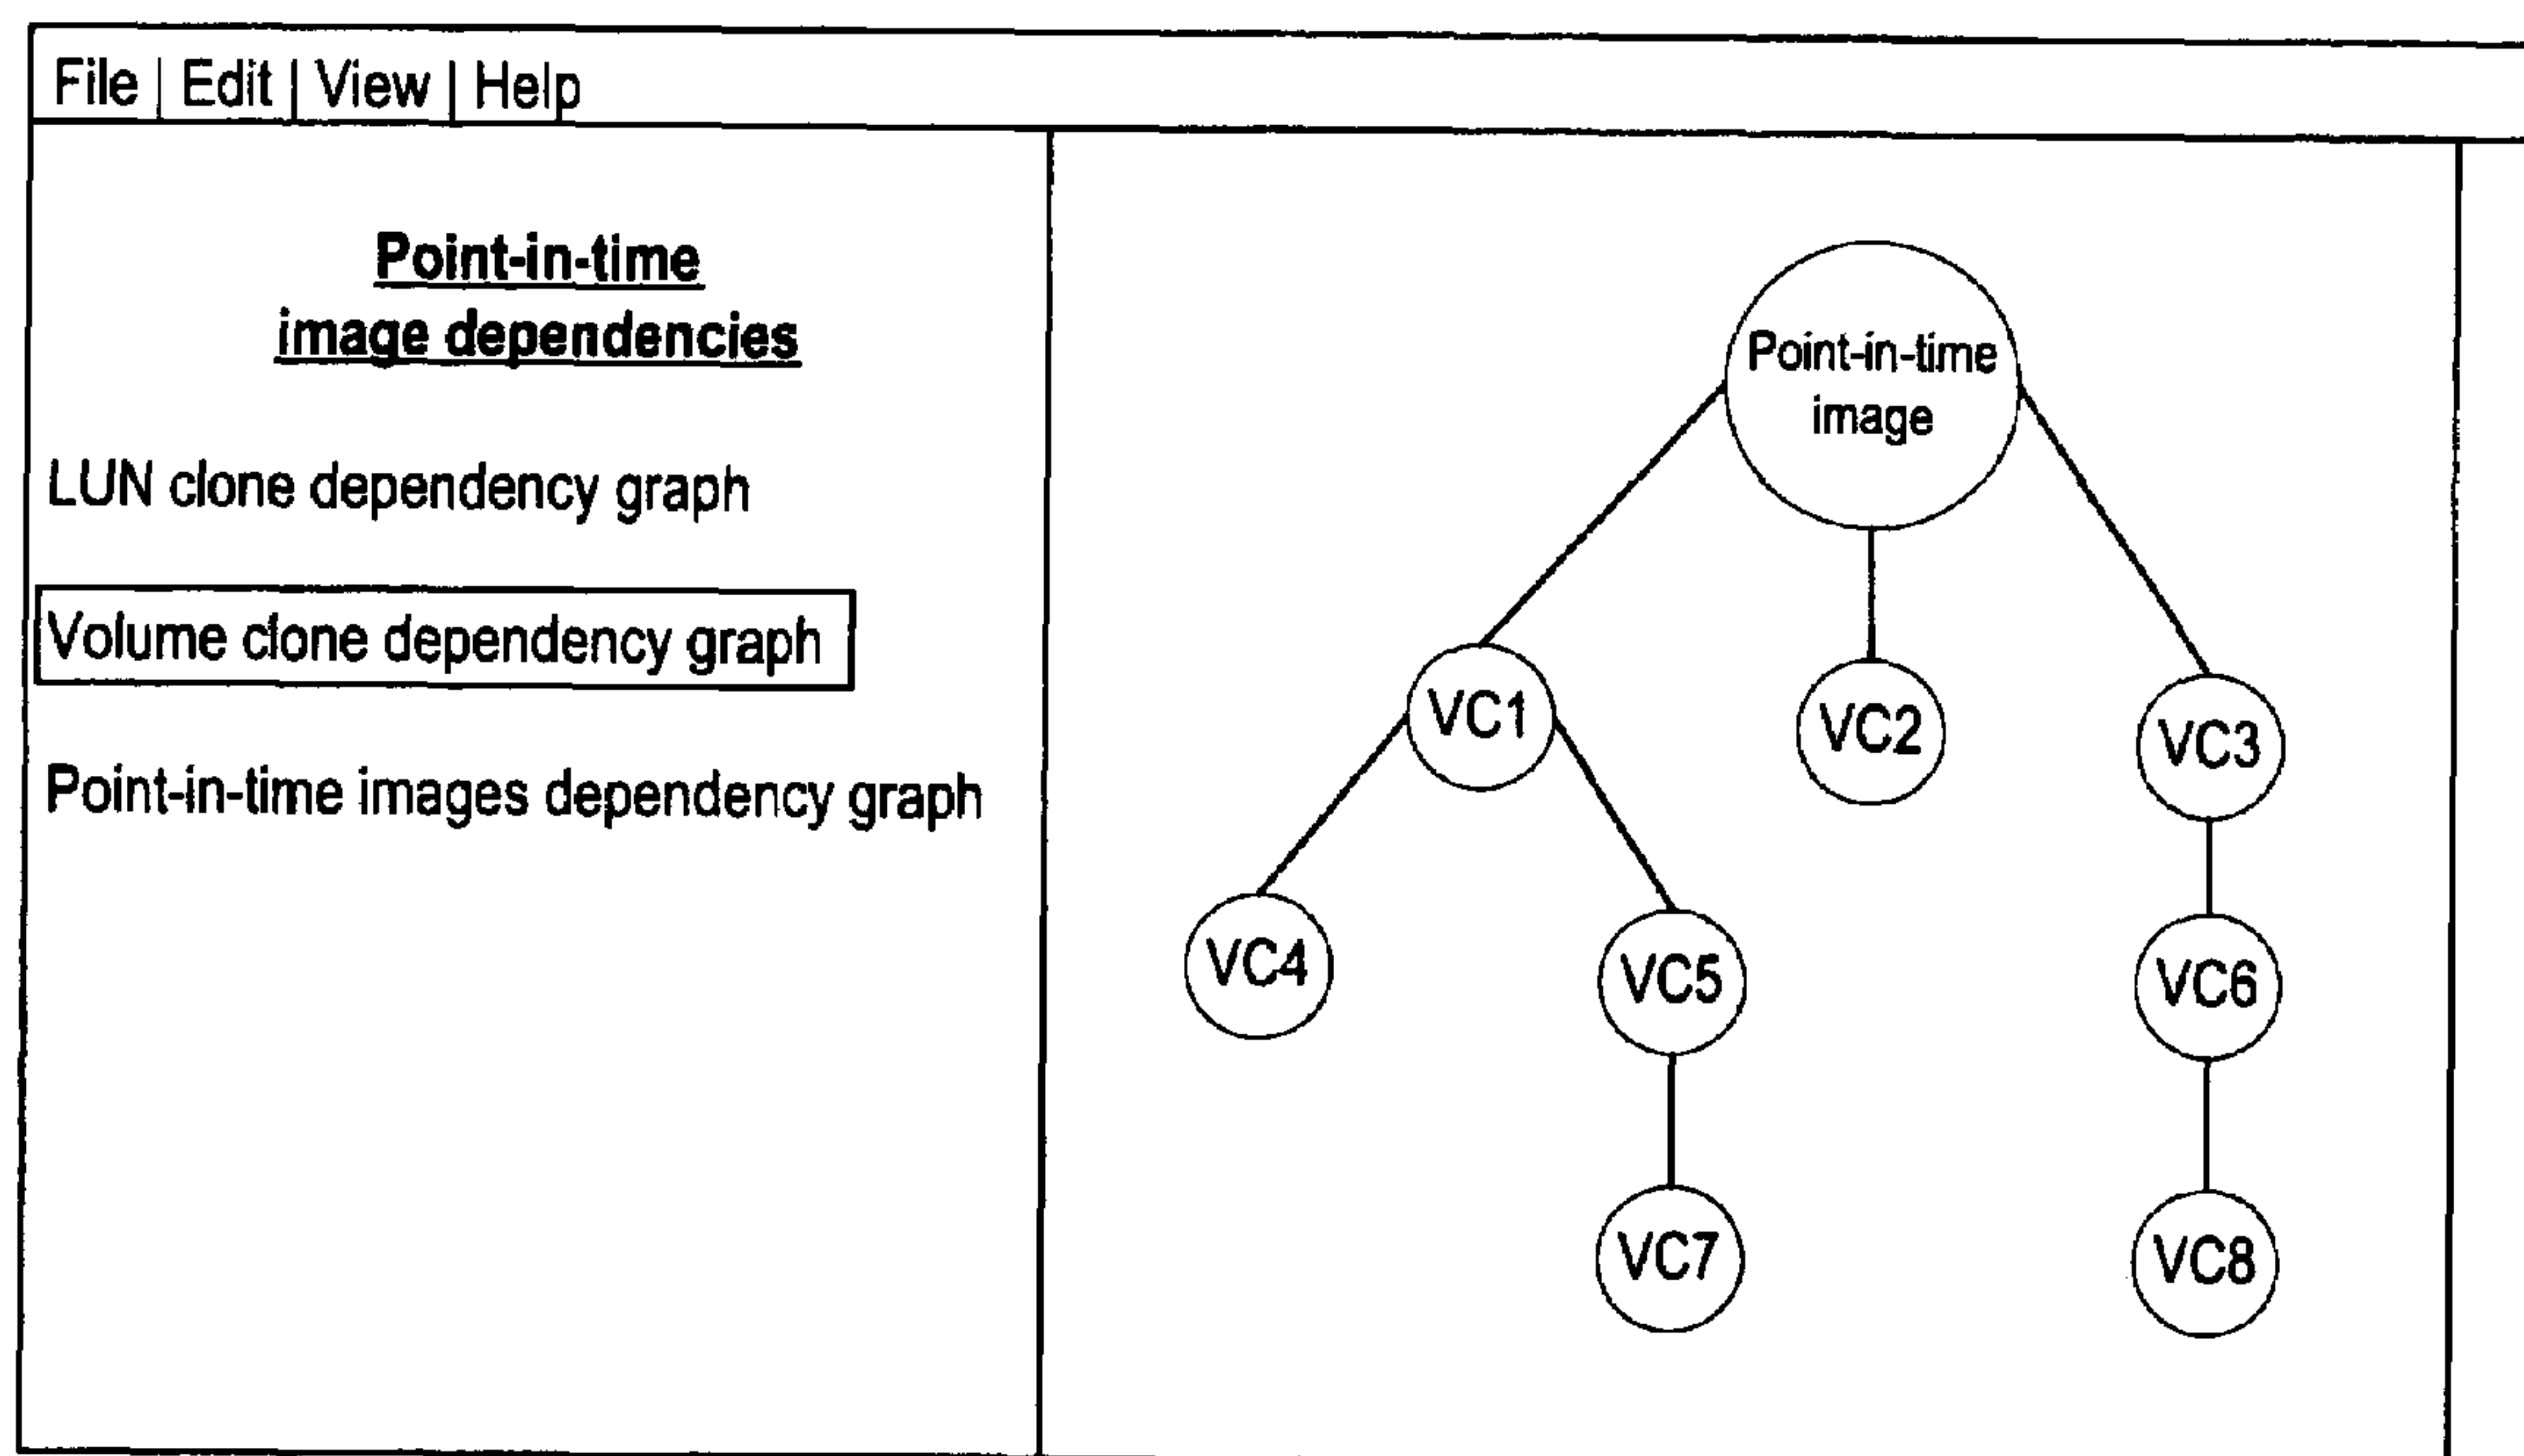 File | Edit | View | Help
Point-in-time
image dependencies
LUN clone dependency graph
Volume clone dependency graph
Point-in-time images dependency graph
Point-in-time
image
VC1
VC2
VC3
VC4
VC5
VC6
VC7
VC8